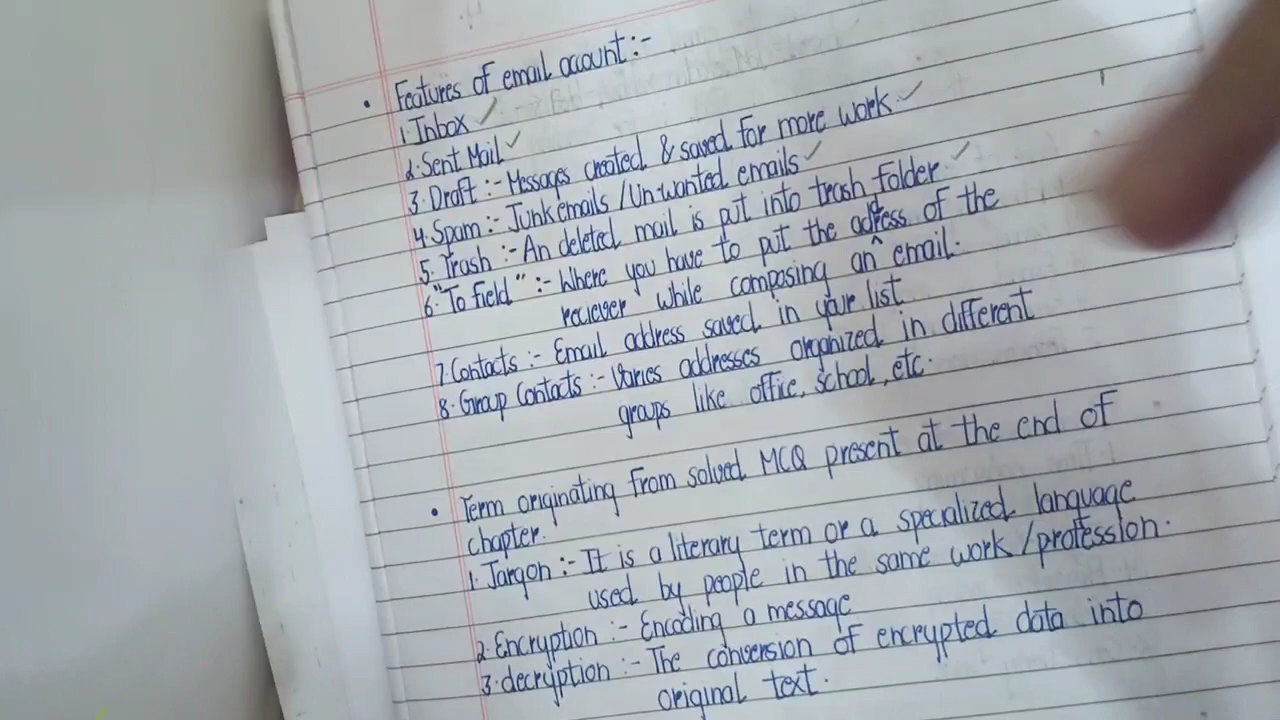 • Features of email account:-
1. Inbox ✓
2. Sent Mail ✓
3. Draft :- Messages created & saved for more work. ✓
4. Spam :- Junk emails / Unwanted emails ✓
5. Trash :- An deleted mail is put into trash folder. ✓
6. "To field" :- Where you have to put the address of the
reciever while composing an email.
7. Contacts :- Email address saved in your list
8. Group Contacts :- Varies addresses organized in different
groups like office, school, etc.
• Term originating from solved MCQ present at the end of
chapter.
1. Jargon :- It is a literary term or a specialized language
used by people in the same work / profession.
2. Encryption :- Encoding a message
3. decryption :- The conversion of encrypted data into
original text.